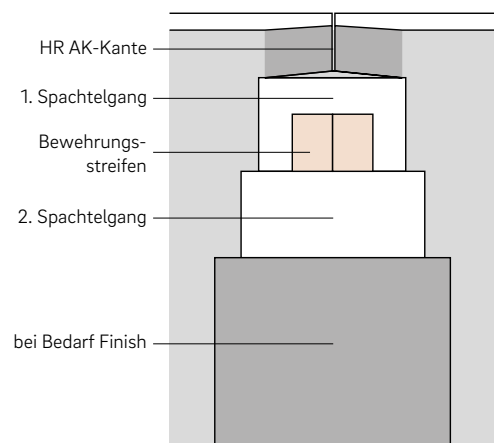 HR AK-Kante
1. Spachtelgang
Bewehrungs-
streifen
2. Spachtelgang
bei Bedarf Finish